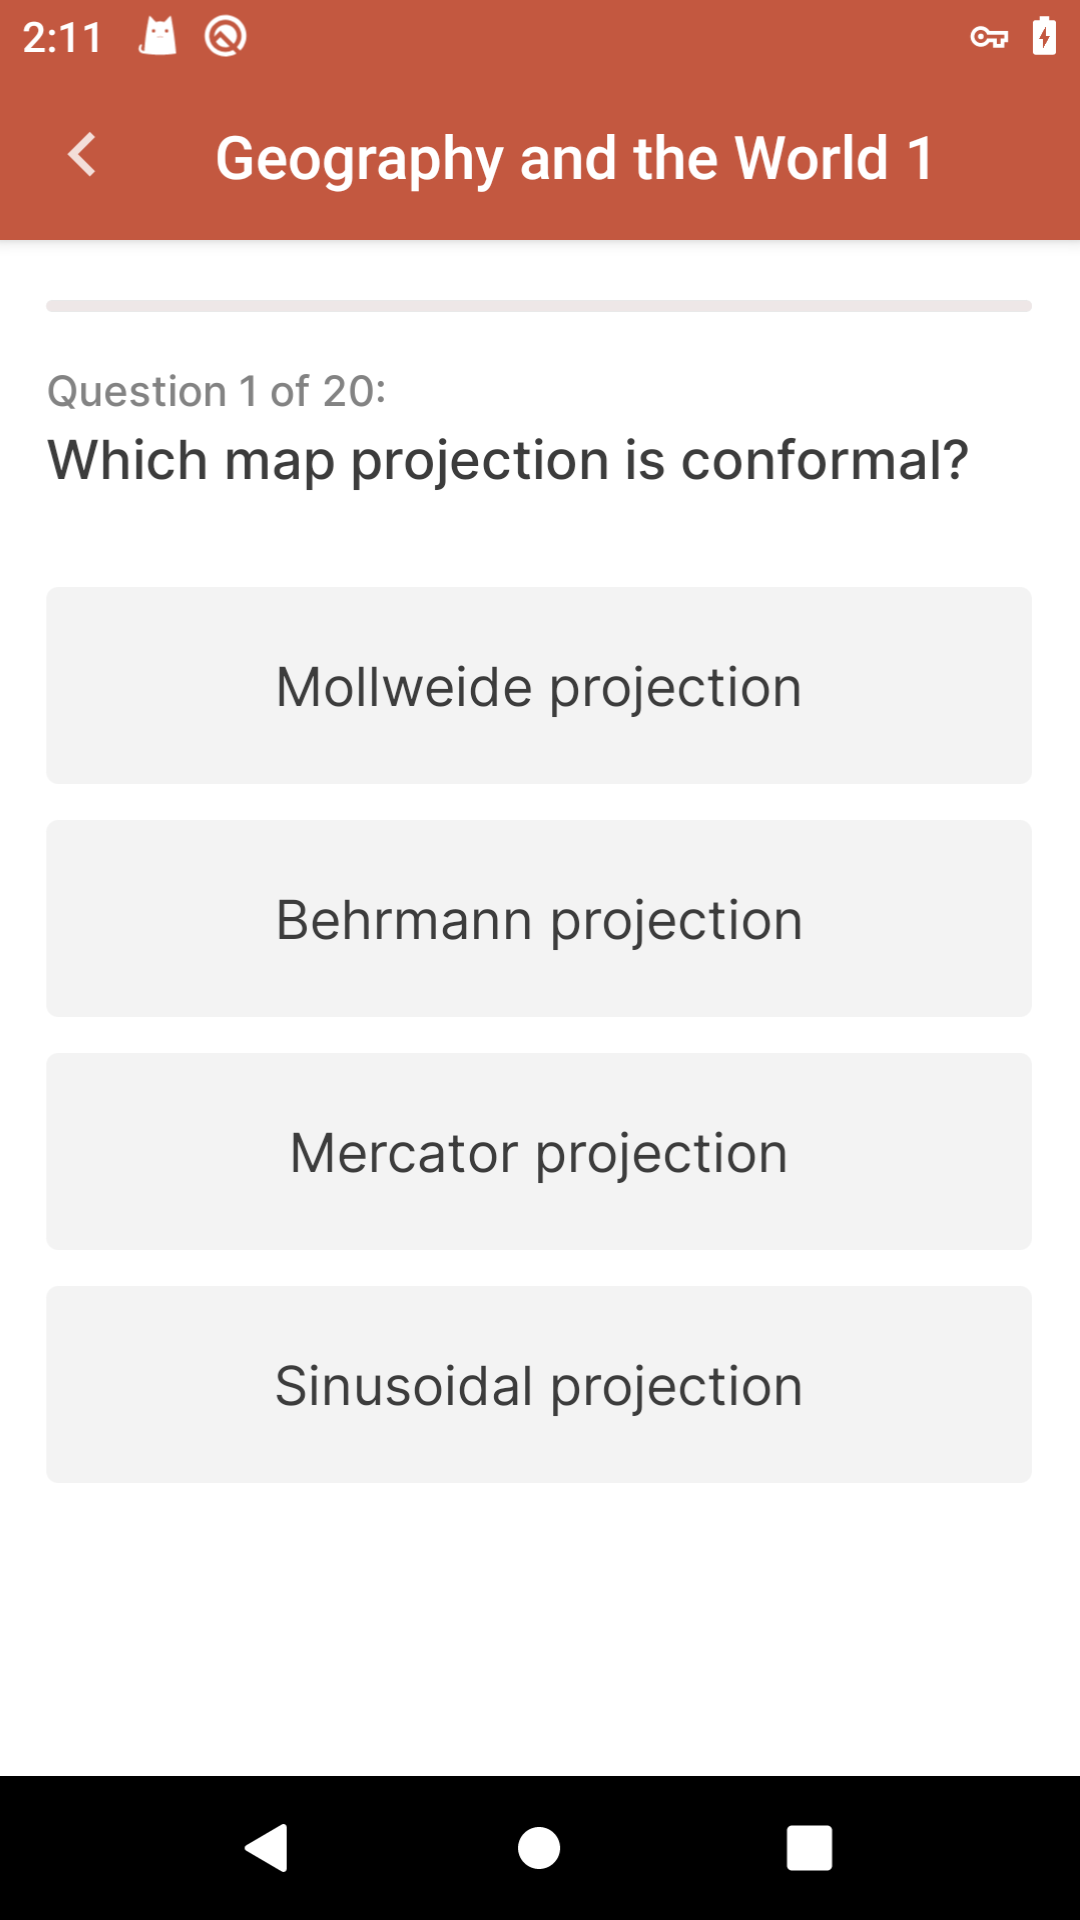 2:11
Geography and the World 1
Question 1 of 20:
Which map projection is conformal?
Mollweide projection
Behrmann projection
Mercator projection
Sinusoidal projection